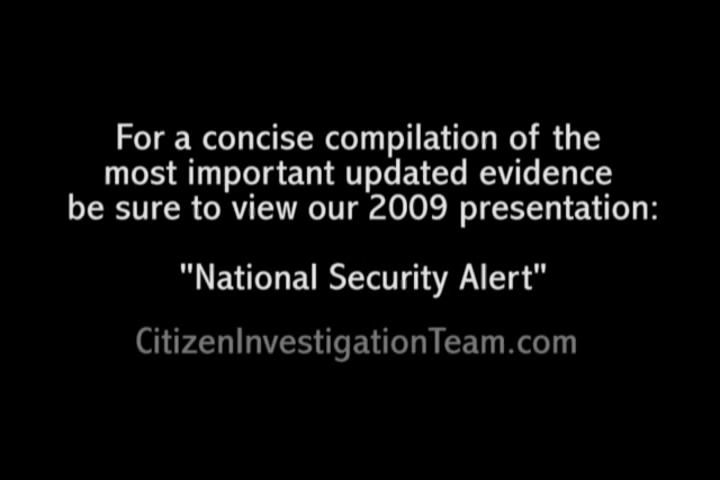 For a concise compilation of the
most important updated evidence
be sure to view our 2009 presentation:
"National Security Alert"
CitizenInvestigationTeam.com